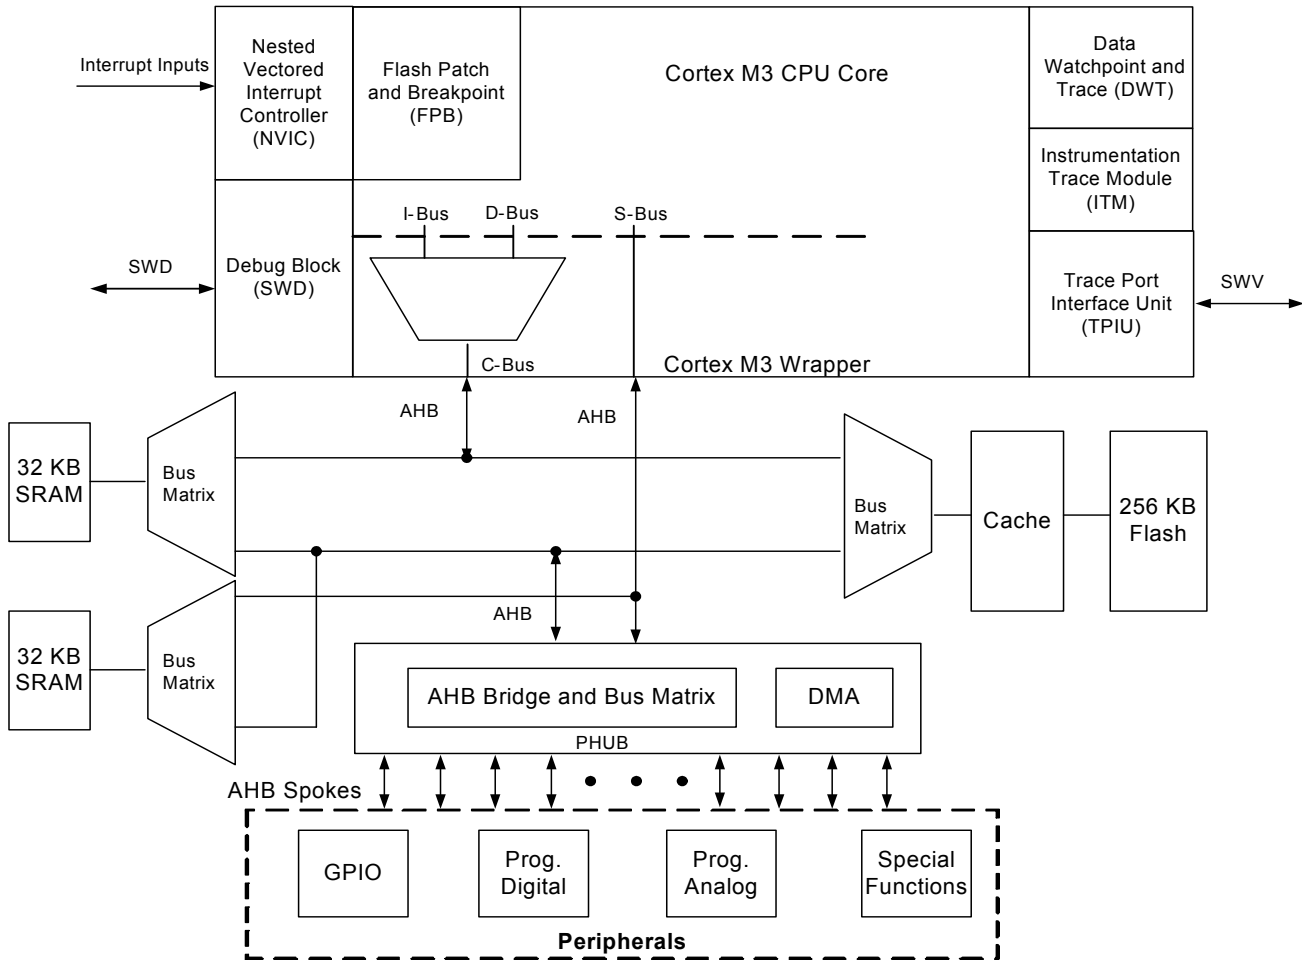 Interrupt Inputs
Nested
Vectored
Interrupt
Controller
(NVIC)
Flash Patch
and Breakpoint
(FPB)
Cortex M3 CPU Core
Data
Watchpoint and
Trace (DWT)
Instrumentation
Trace Module
(ITM)
I-Bus
D-Bus
S-Bus
SWD
Debug Block
(SWD)
Trace Port
Interface Unit
(TPIU)
SWV
C-Bus
Cortex M3 Wrapper
AHB
AHB
32 KB
SRAM
Bus
Matrix
Bus
Matrix
Cache
256 KB
Flash
AHB
32 KB
SRAM
Bus
Matrix
AHB Bridge and Bus Matrix
DMA
PHUB
AHB Spokes
GPIO
Prog.
Digital
Prog.
Analog
Special
Functions
Peripherals